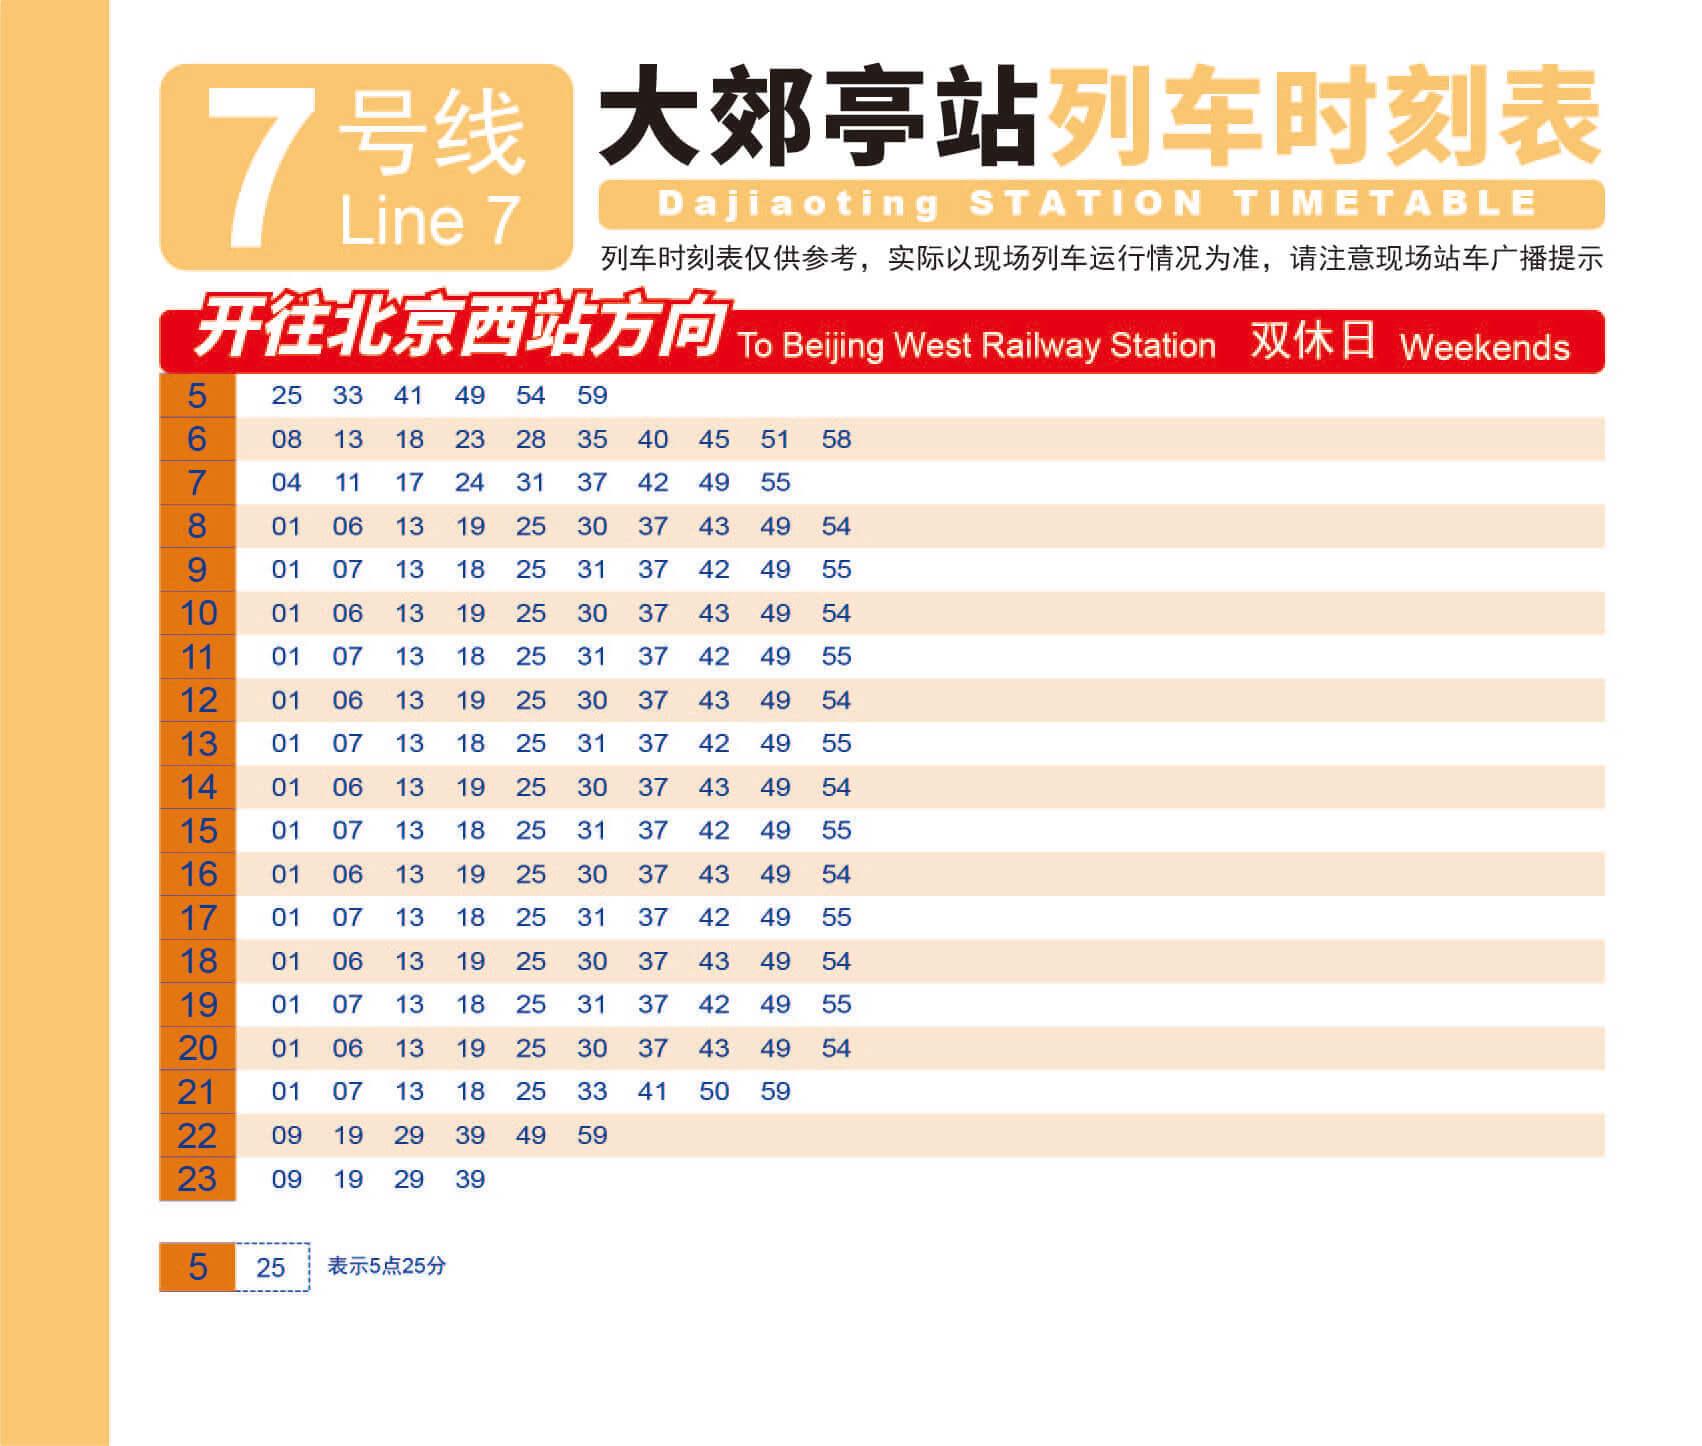 7号线
Line 7
大郊亭站列车时刻表
Dajiaoting STATION TIMETABLE
列车时刻表仅供参考，实际以现场列车运行情况为准，请注意现场站车广播提示
开往北京西站方向 To Beijing West Railway Station 双休日 Weekends
5 25 33 41 49 54 59
6 08 13 18 23 28 35 40 45 51 58
7 04 11 17 24 31 37 42 49 55
8 01 06 13 19 25 30 37 43 49 54
9 01 07 13 18 25 31 37 42 49 55
10 01 06 13 19 25 30 37 43 49 54
11 01 07 13 18 25 31 37 42 49 55
12 01 06 13 19 25 30 37 43 49 54
13 01 07 13 18 25 31 37 42 49 55
14 01 06 13 19 25 30 37 43 49 54
15 01 07 13 18 25 31 37 42 49 55
16 01 06 13 19 25 30 37 43 49 54
17 01 07 13 18 25 31 37 42 49 55
18 01 06 13 19 25 30 37 43 49 54
19 01 07 13 18 25 31 37 42 49 55
20 01 06 13 19 25 30 37 43 49 54
21 01 07 13 18 25 33 41 50 59
22 09 19 29 39 49 59
23 09 19 29 39
5 25 表示5点25分